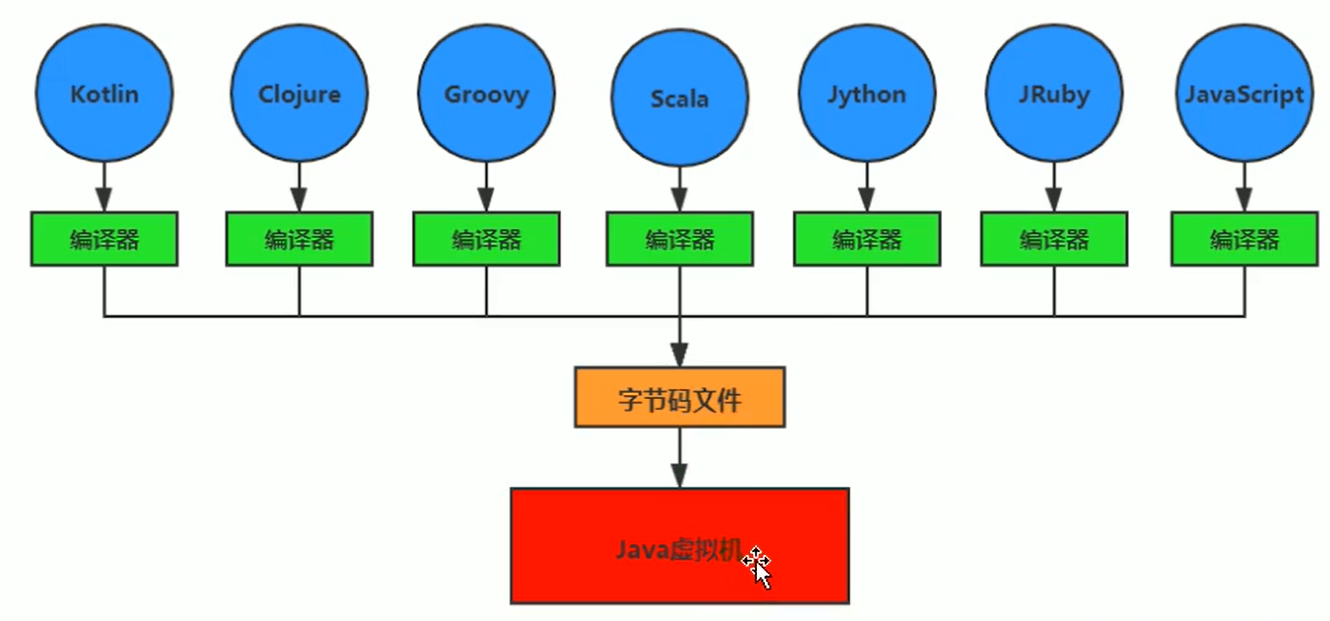 Kotlin
Clojure
Groovy
Scala
Jython
JRuby
JavaScript
编译器
编译器
编译器
编译器
编译器
编译器
编译器
字节码文件
Java虚拟机